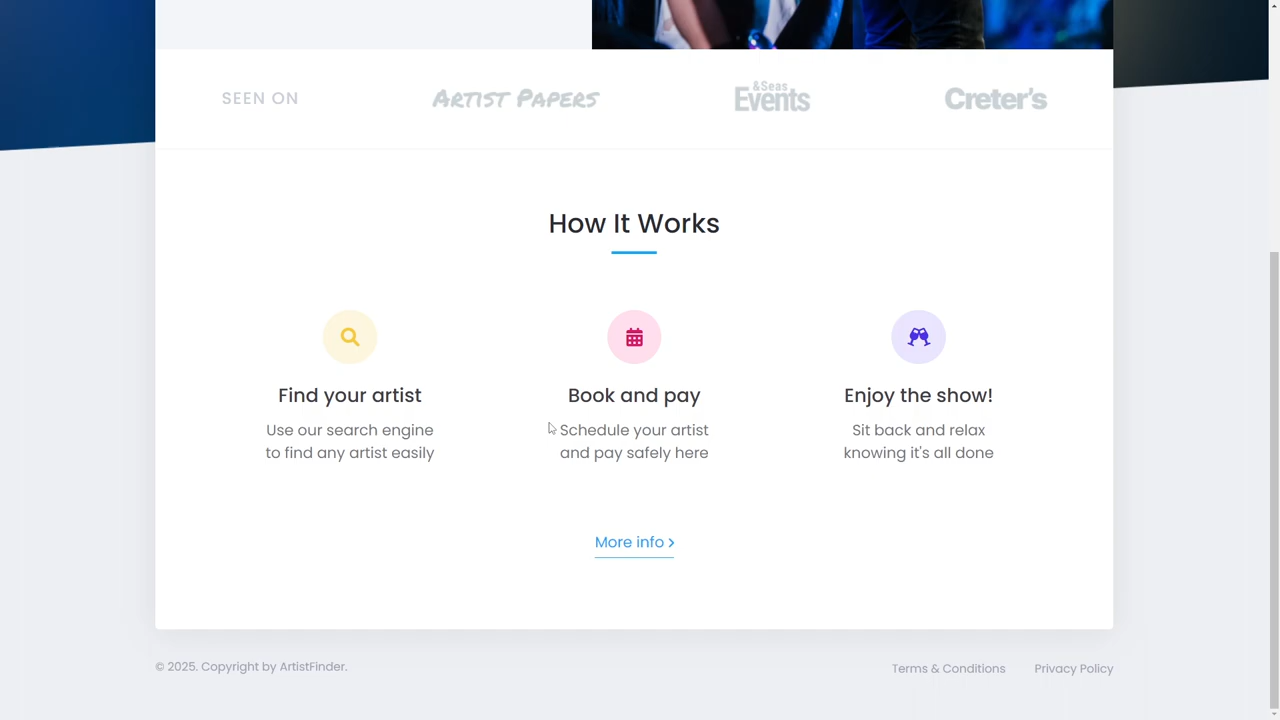 SEEN ON
ARTIST PAPERS
&Seas
Events
Creter's
How It Works
Find your artist
Use our search engine
to find any artist easily
Book and pay
Schedule your artist
and pay safely here
Enjoy the show!
Sit back and relax
knowing it's all done
More info
© 2025. Copyright by ArtistFinder.
Terms & Conditions
Privacy Policy